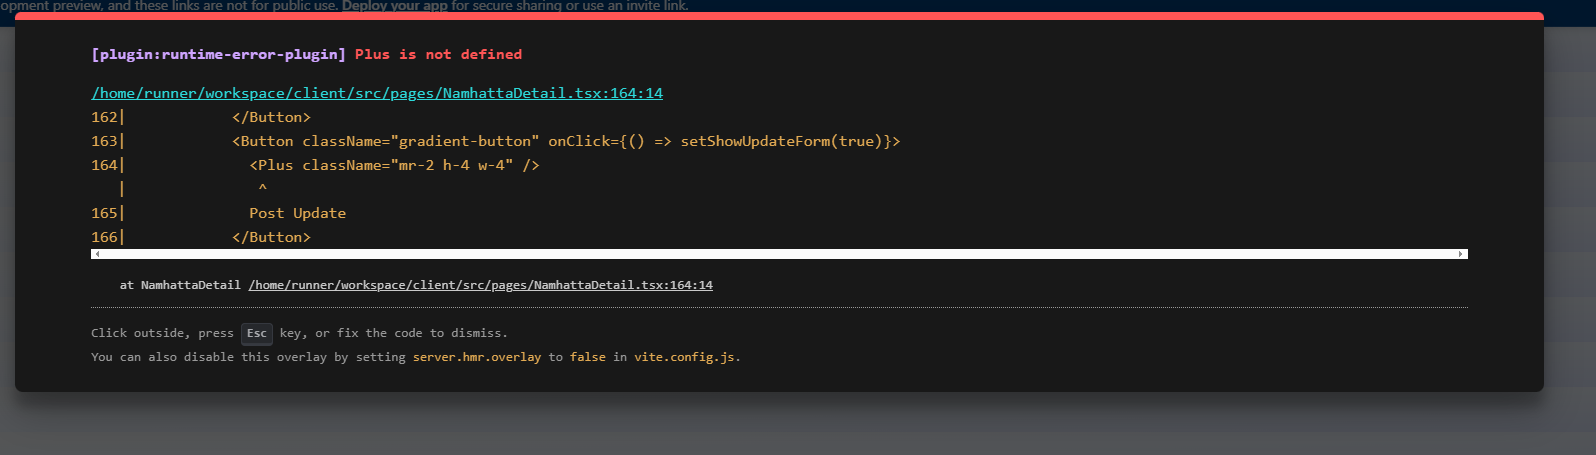 opment preview, and these links are not for public use. Deploy your app for secure sharing or use an invite link.
[plugin:runtime-error-plugin] Plus is not defined
/home/runner/workspace/client/src/pages/NamhattaDetail.tsx:164:14
162|            </Button>
163|            <Button className="gradient-button" onClick={() => setShowUpdateForm(true)}>
164|              <Plus className="mr-2 h-4 w-4" />
   |               ^
165|              Post Update
166|            </Button>
at NamhattaDetail /home/runner/workspace/client/src/pages/NamhattaDetail.tsx:164:14
Click outside, press Esc key, or fix the code to dismiss.
You can also disable this overlay by setting server.hmr.overlay to false in vite.config.js.